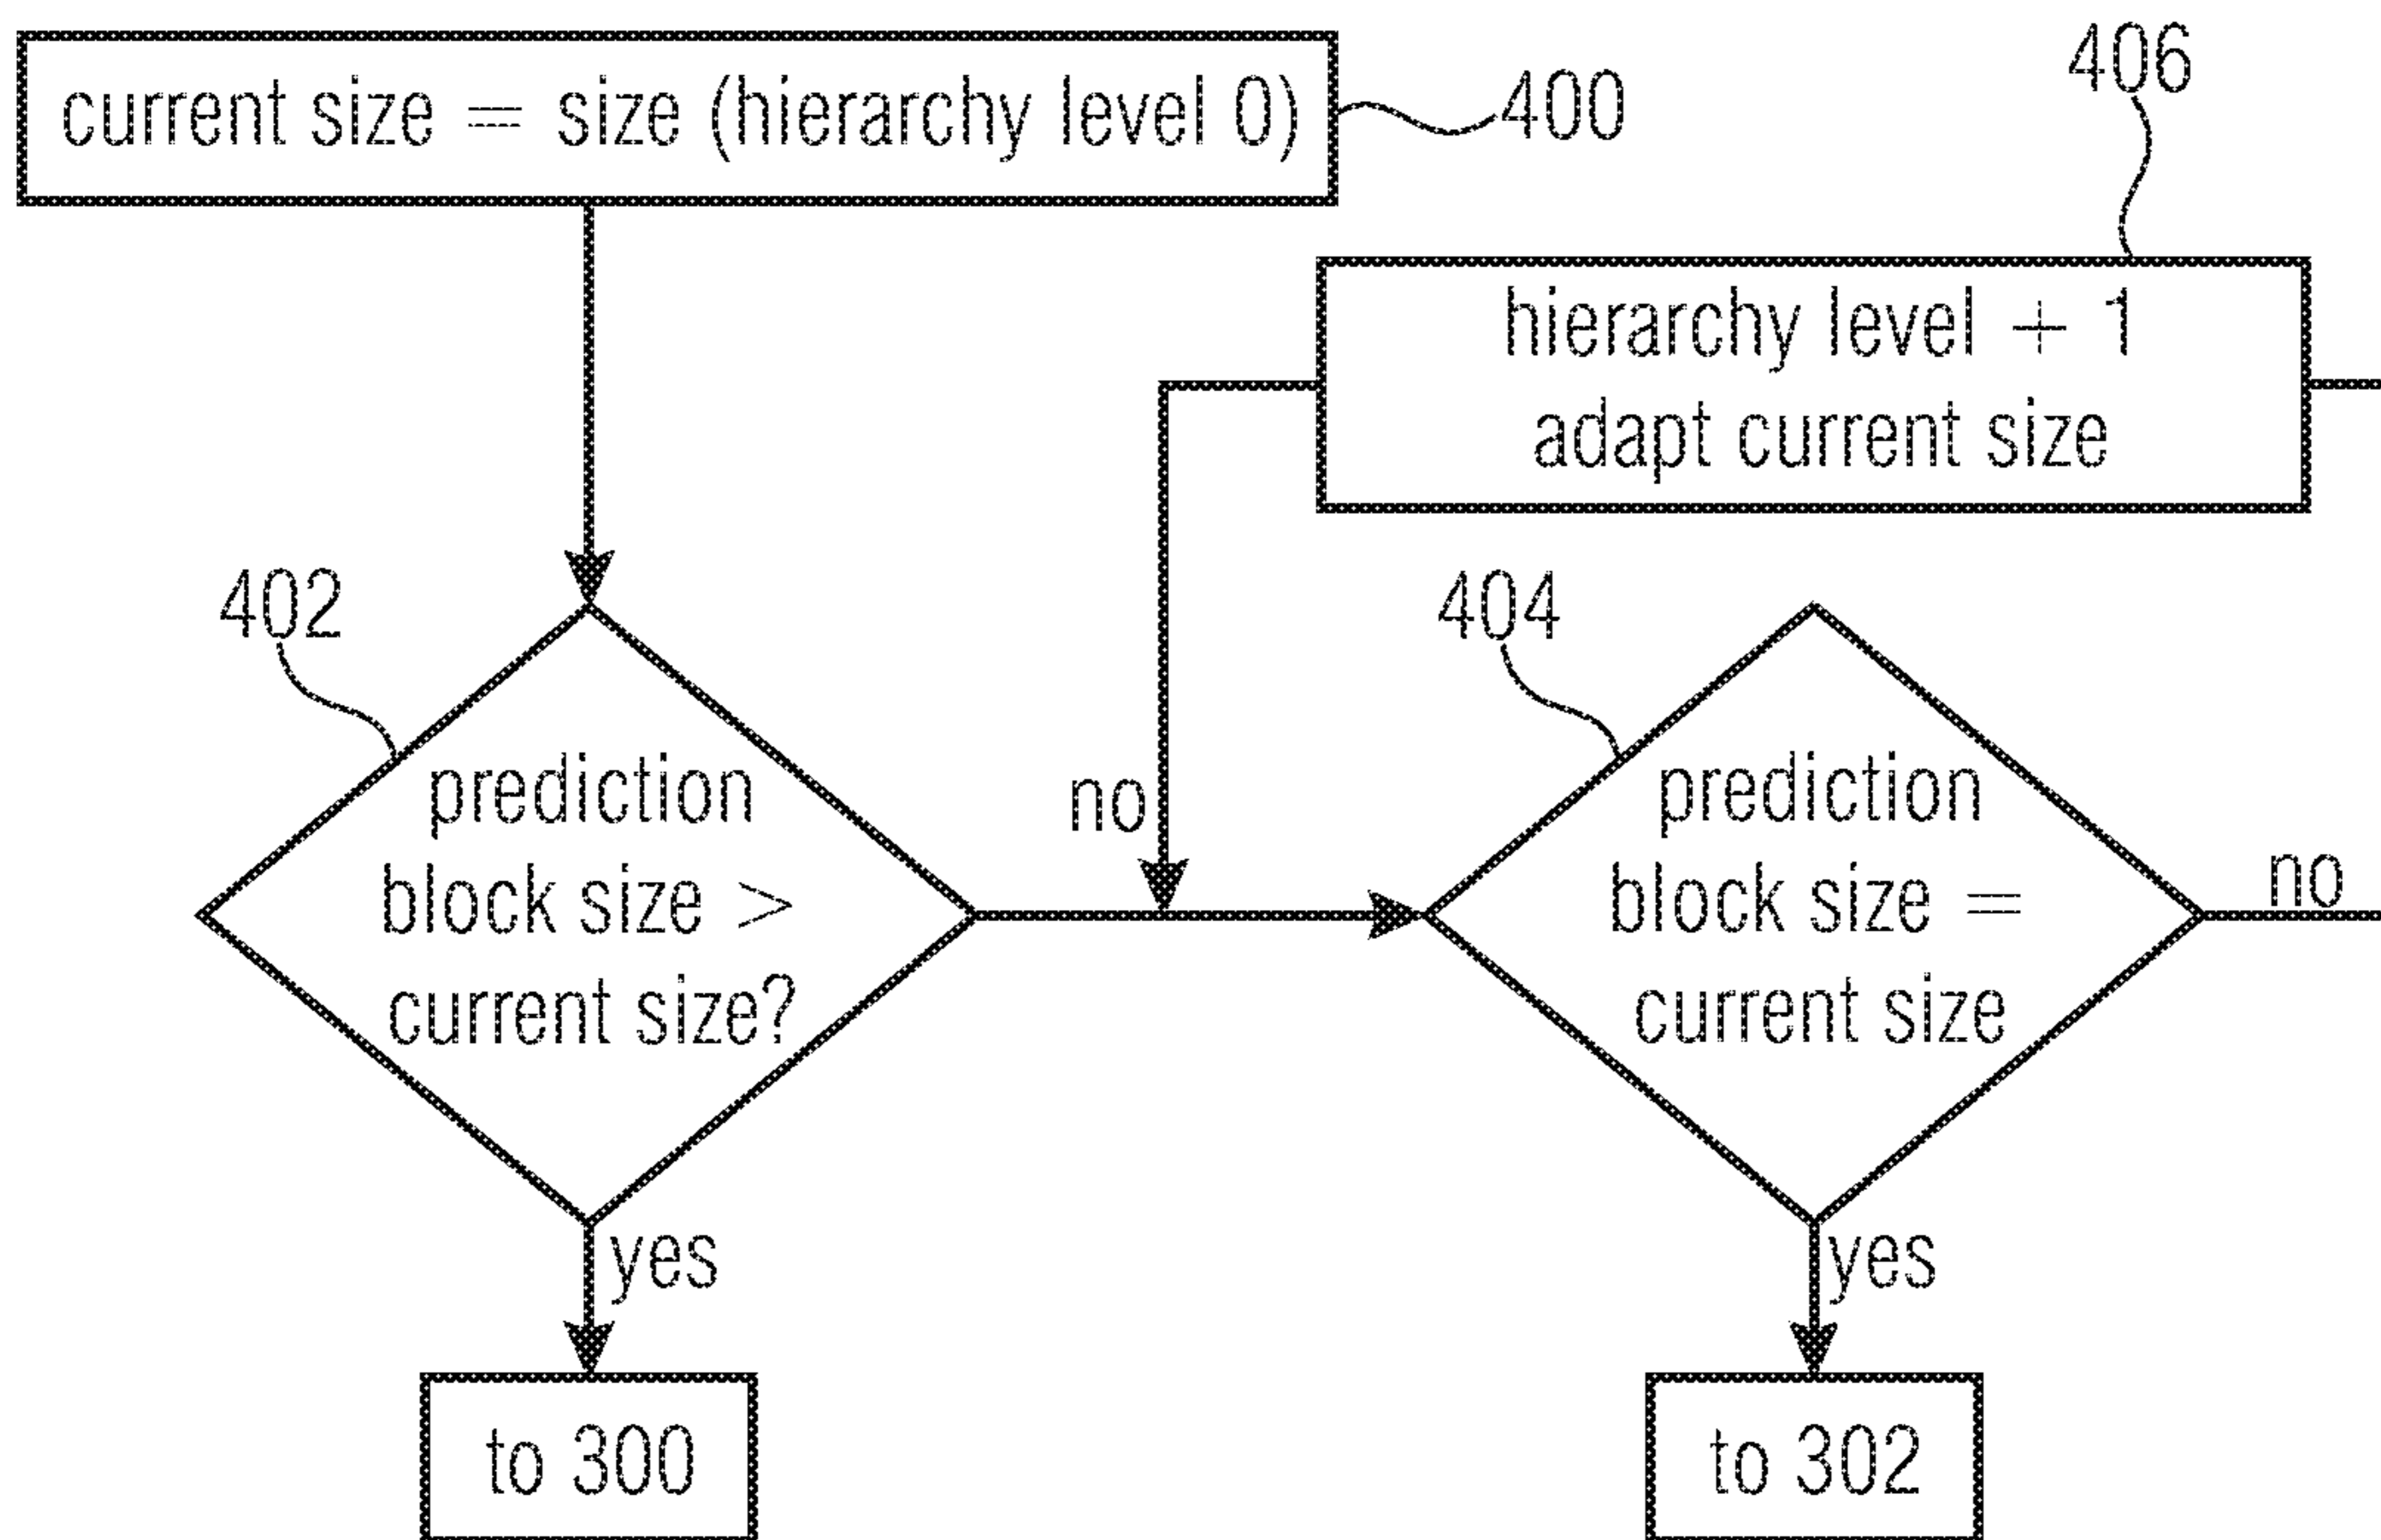 current size = size (hierarchy level 0)
400
406
hierarchy level + 1
adapt current size
402
prediction
block size >
current size?
no
404
prediction
block size =
current size
no
yes
yes
to 300
to 302